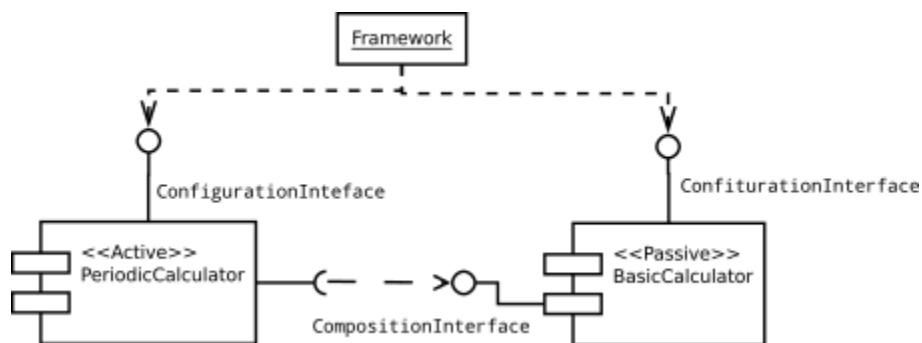 Framework
ConfigurationInteface
ConfiturationInterface
<<Active>>
PeriodicCalculator
<<Passive>>
BasicCalculator
CompositionInterface